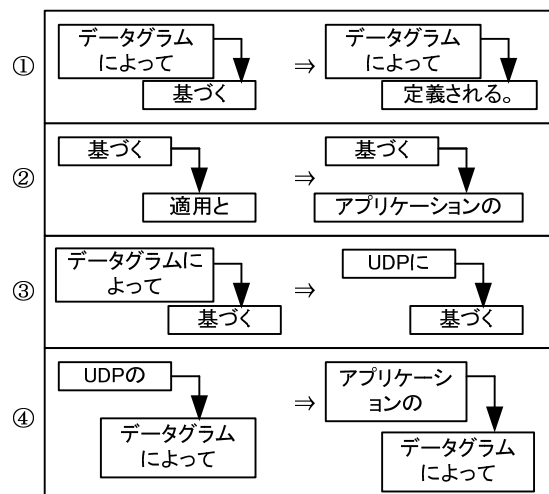 ① データグラム ⇒ データグラム
によって によって
基づく 定義される。
② 基づく ⇒ 基づく
適用と アプリケーションの
③ データグラムに ⇒ UDPに
よって
基づく 基づく
④ UDPの ⇒ アプリケーシ
ョンの
データグラム データグラム
によって によって